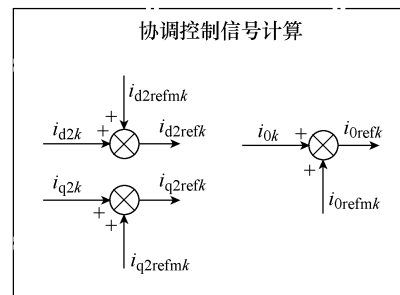 协调控制信号计算
i_d2refmk
+
i_d2k + i_d2refk
i_0k + i_0refk
+
i_q2k i_q2refk
+
+ i_0refmk
i_q2refmk